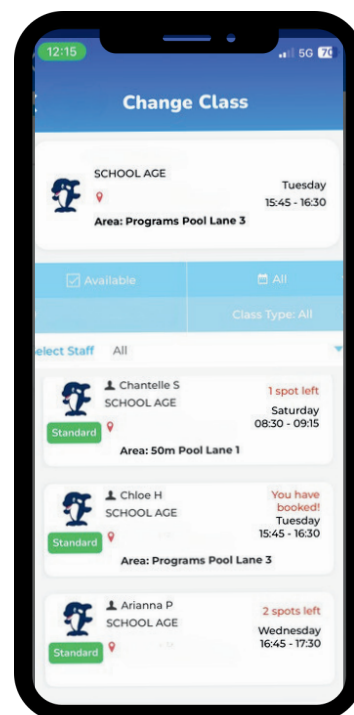 12:15
5G
Change Class
SCHOOL AGE
Tuesday
15:45 - 16:30
Area: Programs Pool Lane 3
Available
All
Class Type: All
elect Staff All
Chantelle S
1 spot left
SCHOOL AGE
Saturday
08:30 - 09:15
Standard
Area: 50m Pool Lane 1
Chloe H
You have
booked!
SCHOOL AGE
Tuesday
15:45 - 16:30
Standard
Area: Programs Pool Lane 3
Arianna P
2 spots left
SCHOOL AGE
Wednesday
16:45 - 17:30
Standard